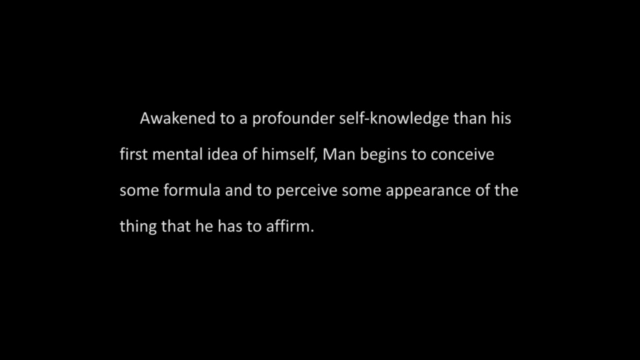 Awakened to a profounder self-knowledge than his
first mental idea of himself, Man begins to conceive
some formula and to perceive some appearance of the
thing that he has to affirm.